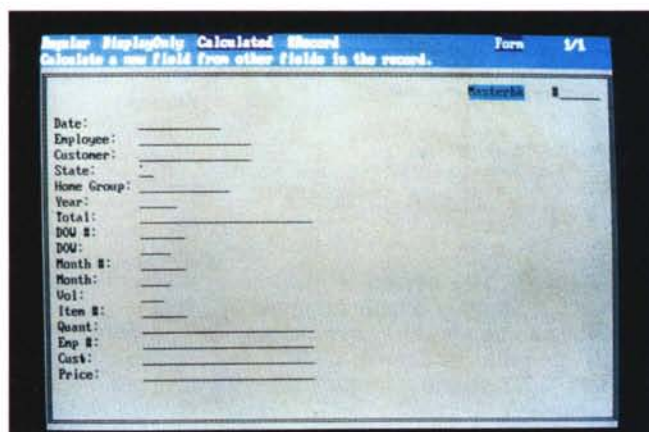 Regular DisplayOnly Calculated #Record Form 1/1
Calculate a new field from other fields in the record.
Master6A #
Date:
Employee:
Customer:
State:
Home Group:
Year:
Total:
DOW #:
DOW:
Month #:
Month:
Vol:
Item #:
Quant:
Emp #:
Cust:
Price: